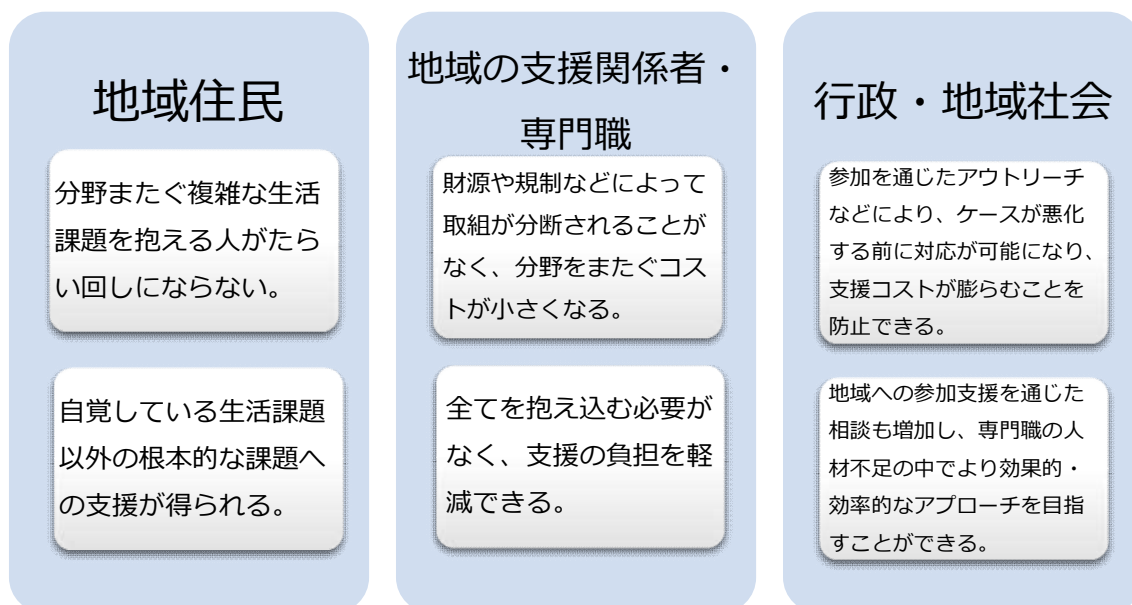 地域住民
分野またぐ複雑な生活
課題を抱える人がたら
い回しにならない。
自覚している生活課題
以外の根本的な課題へ
の支援が得られる。
地域の支援関係者・
専門職
財源や規制などによって
取組が分断されることが
なく、分野をまたぐコス
トが小さくなる。
全てを抱え込む必要が
なく、支援の負担を軽
減できる。
行政・地域社会
参加を通じたアウトリーチ
などにより、ケースが悪化
する前に対応が可能になり、
支援コストが膨らむことを
防止できる。
地域への参加支援を通じた
相談も増加し、専門職の人
材不足の中でより効果的・
効率的なアプローチを目指
すことができる。